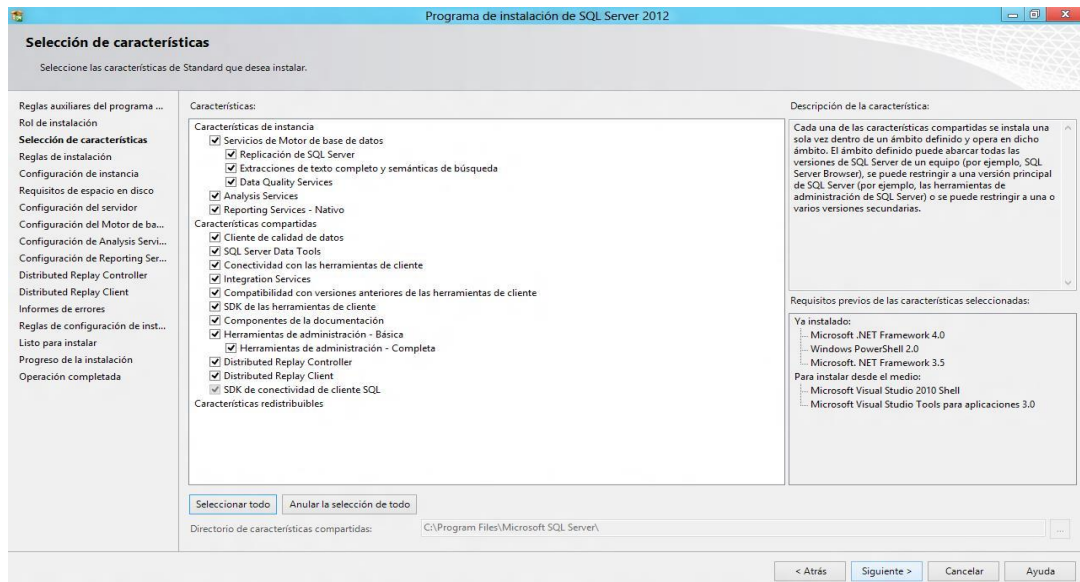 Programa de instalación de SQL Server 2012
Selección de características
Seleccione las características de Standard que desea instalar.
Reglas auxiliares del programa ...
Rol de instalación
Selección de características
Reglas de instalación
Configuración de instancia
Requisitos de espacio en disco
Configuración del servidor
Configuración del Motor de ba...
Configuración de Analysis Servi...
Configuración de Reporting Ser...
Distributed Replay Controller
Distributed Replay Client
Informes de errores
Reglas de configuración de inst...
Listo para instalar
Progreso de la instalación
Operación completada
Características:
Características de instancia
Servicios de Motor de base de datos
Replicación de SQL Server
Extracciones de texto completo y semánticas de búsqueda
Data Quality Services
Analysis Services
Reporting Services - Nativo
Características compartidas
Cliente de calidad de datos
SQL Server Data Tools
Conectividad con las herramientas de cliente
Integration Services
Compatibilidad con versiones anteriores de las herramientas de cliente
SDK de las herramientas de cliente
Componentes de la documentación
Herramientas de administración - Básica
Herramientas de administración - Completa
Distributed Replay Controller
Distributed Replay Client
SDK de conectividad de cliente SQL
Características redistribuibles
Descripción de la característica:
Cada una de las características compartidas se instala una
sola vez dentro de un ámbito definido y opera en dicho
ámbito. El ámbito definido puede abarcar todas las
versiones de SQL Server de un equipo (por ejemplo, SQL
Server Browser), se puede restringir a una versión principal
de SQL Server (por ejemplo, las herramientas de
administración de SQL Server) o se puede restringir a una o
varios versiones secundarias.
Requisitos previos de las características seleccionadas:
Ya instalado:
Microsoft .NET Framework 4.0
Windows PowerShell 2.0
Microsoft. NET Framework 3.5
Para instalar desde el medio:
Microsoft Visual Studio 2010 Shell
Microsoft Visual Studio Tools para aplicaciones 3.0
Seleccionar todo
Anular la selección de todo
Directorio de características compartidas:
C:\Program Files\Microsoft SQL Server\
...
< Atrás
Siguiente >
Cancelar
Ayuda